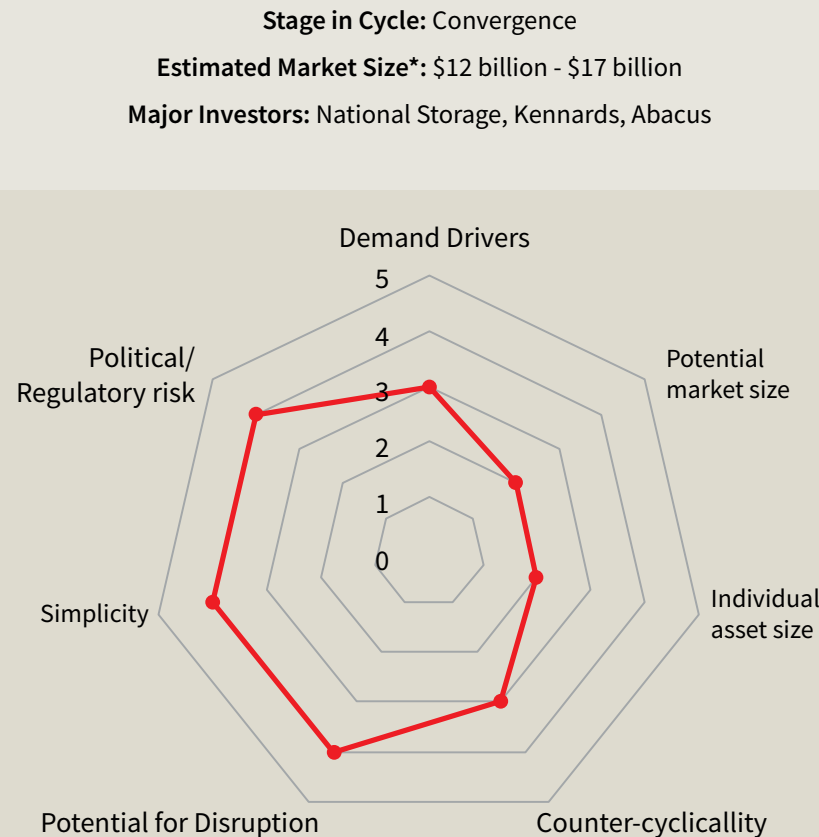 Stage in Cycle: Convergence
Estimated Market Size*: $12 billion - $17 billion
Major Investors: National Storage, Kennards, Abacus
Demand Drivers
5
4
3
2
1
0
Political/
Regulatory risk
Potential
market size
Simplicity
Individual
asset size
Potential for Disruption
Counter-cyclicallity